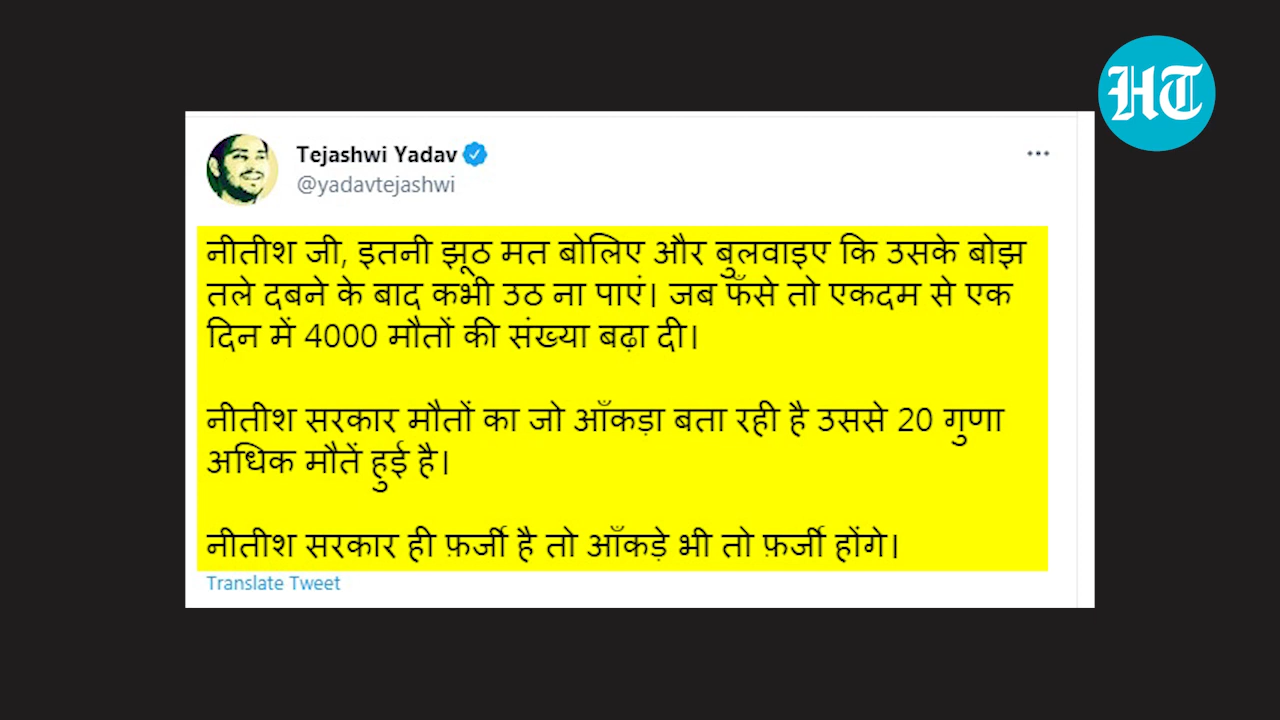 HT
Tejashwi Yadav
@yadavtejashwi
नीतीश जी, इतनी झूठ मत बोलिए और बुलवाइए कि उसके बोझ
तले दबने के बाद कभी उठ ना पाएं। जब फँसे तो एकदम से एक
दिन में 4000 मौतों की संख्या बढ़ा दी।
नीतीश सरकार मौतों का जो आँकड़ा बता रही है उससे 20 गुणा
अधिक मौतें हुई है।
नीतीश सरकार ही फ़र्जी है तो आँकड़े भी तो फ़र्जी होंगे।
Translate Tweet